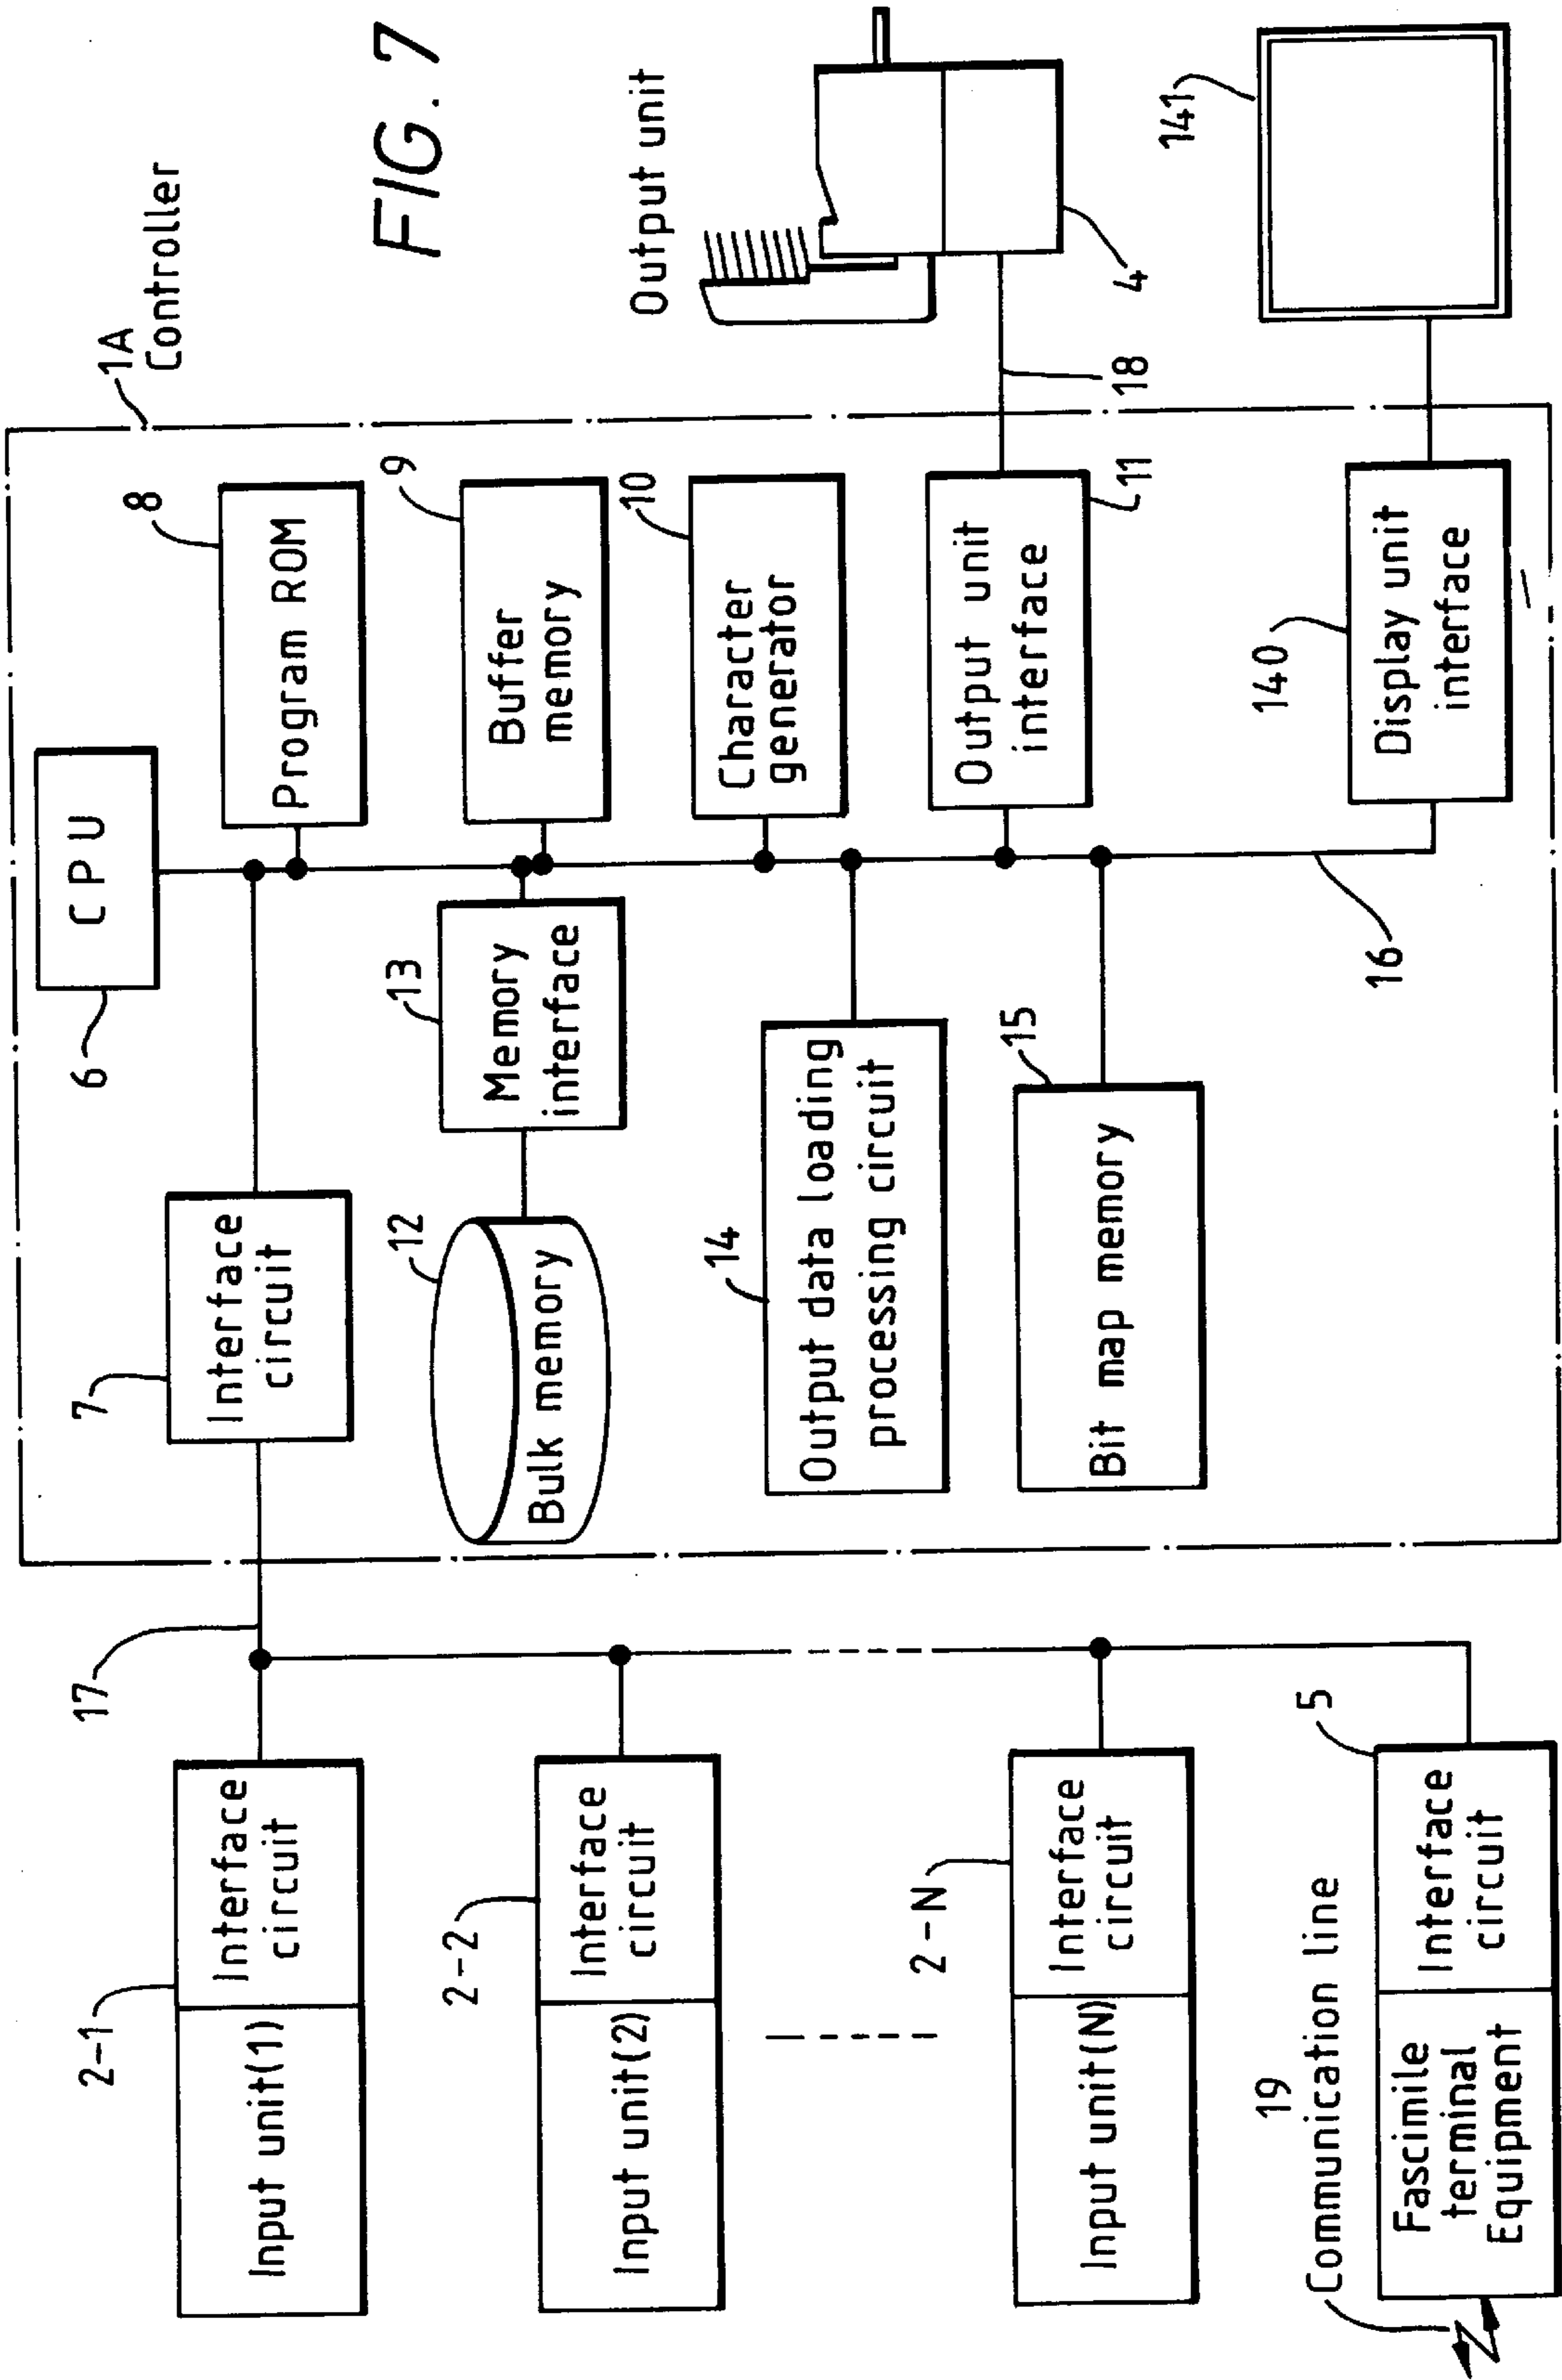 FIG. 7
1A
Controller
6
CPU
8
Program ROM
9
Buffer
memory
10
Character
generator
11
Output unit
interface
140
Display unit
interface
7
Interface
circuit
13
Memory
interface
12
Bulk memory
14
Output data loading
processing circuit
15
Bit map memory
16
17
18
Output unit
4
141
2-1
Input unit(1)
Interface
circuit
2-2
Input unit(2)
Interface
circuit
2-N
Input unit(N)
Interface
circuit
19
Communication line
5
Fascimile
terminal
Equipment
Interface
circuit